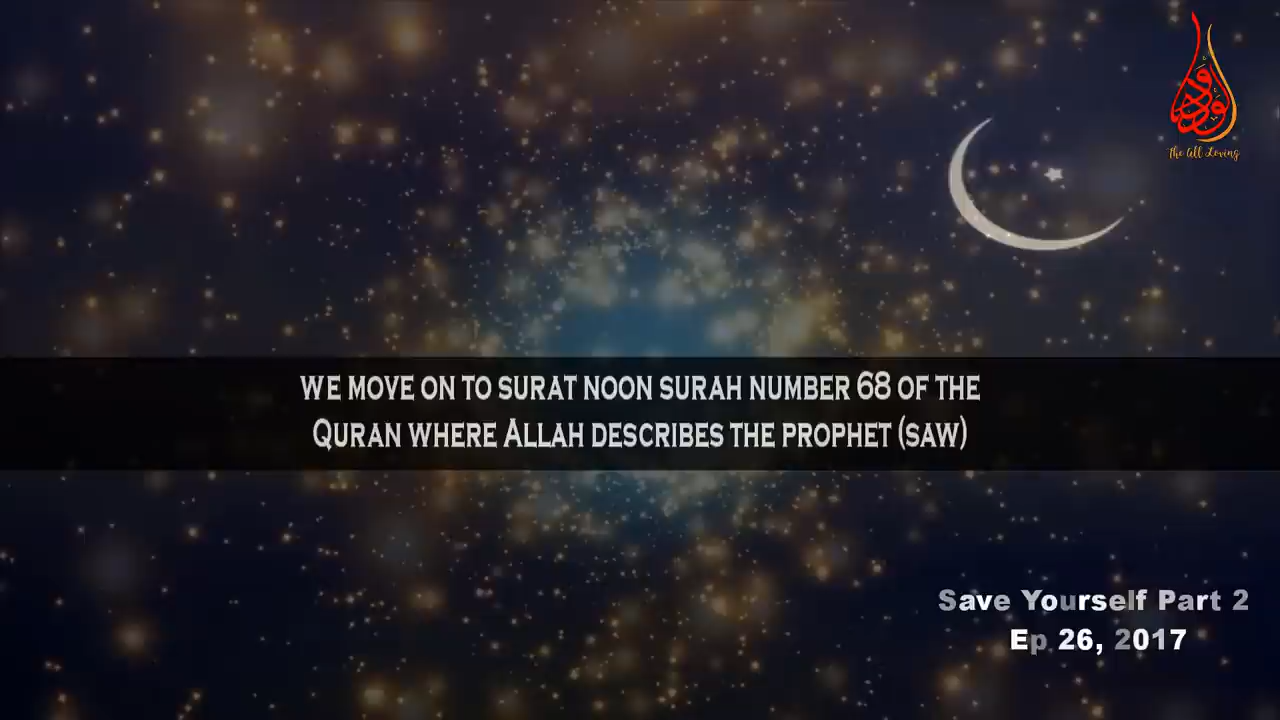 The All Loving
WE MOVE ON TO SURAT NOON SURAH NUMBER 68 OF THE
QURAN WHERE ALLAH DESCRIBES THE PROPHET (SAW)
Save Yourself Part 2
Ep 26, 2017